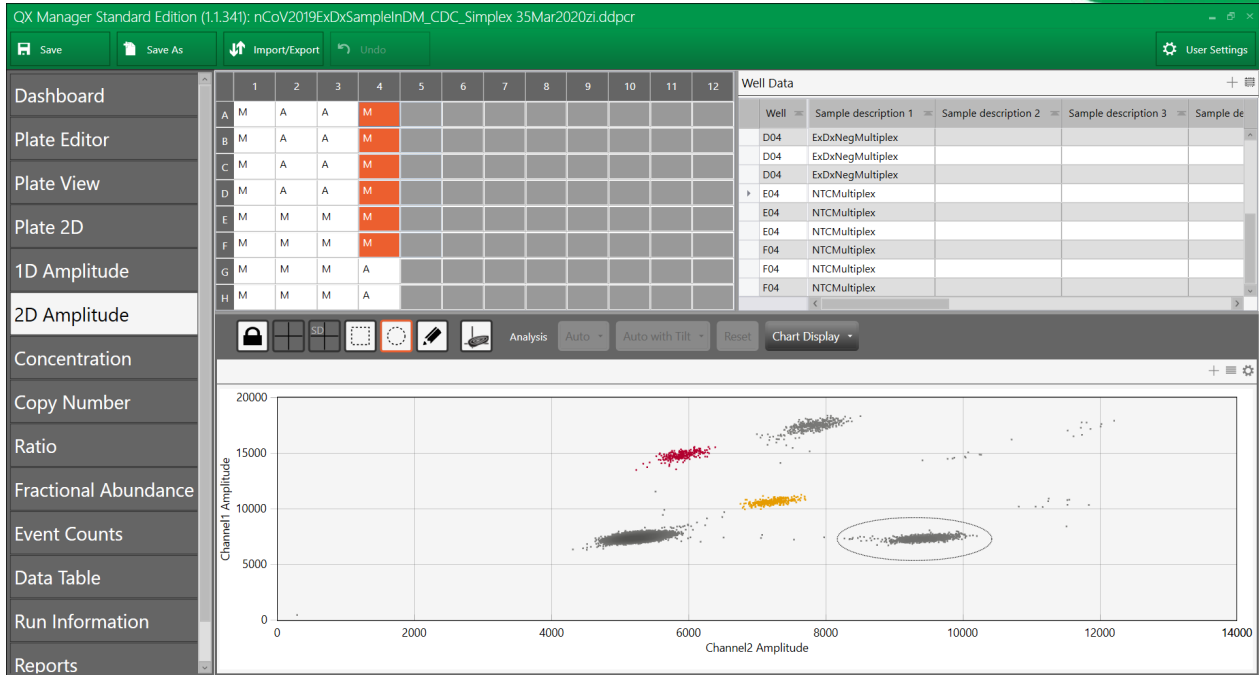 QX Manager Standard Edition (1.1.341): nCoV2019ExDxSampleInDM_CDC_Simplex 35Mar2020zi.ddpcr
Save Save As Import/Export Undo User Settings
Dashboard
Plate Editor
Plate View
Plate 2D
1D Amplitude
2D Amplitude
Concentration
Copy Number
Ratio
Fractional Abundance
Event Counts
Data Table
Run Information
Reports
1 2 3 4 5 6 7 8 9 10 11 12
A M A A M
B M A A M
C M A A M
D M A A M
E M M M M
F M M M M
G M M M A
H M M M A
Well Data
Well Sample description 1 Sample description 2 Sample description 3 Sample de
D04 ExDxNegMultiplex
D04 ExDxNegMultiplex
D04 ExDxNegMultiplex
E04 NTCMultiplex
E04 NTCMultiplex
E04 NTCMultiplex
F04 NTCMultiplex
F04 NTCMultiplex
F04 NTCMultiplex
SD Analysis Auto Auto with Tilt Reset Chart Display
20000
15000
10000
5000
0
Channel1 Amplitude
0 2000 4000 6000 8000 10000 12000 14000
Channel2 Amplitude